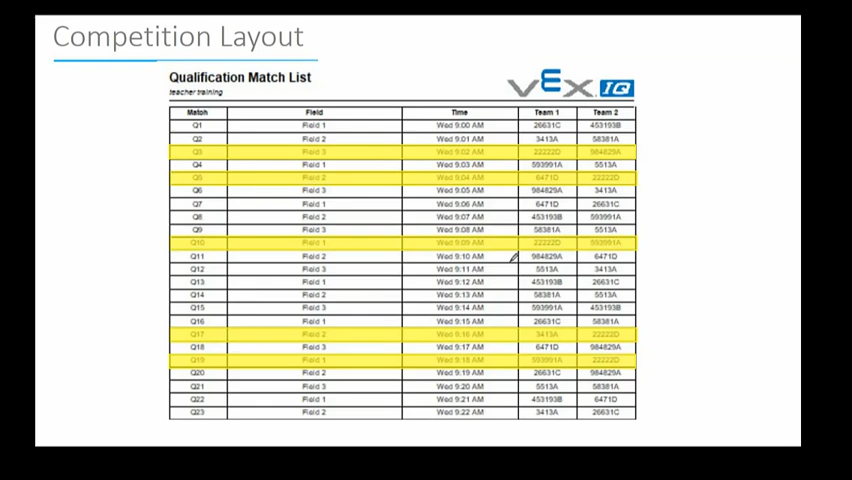 Competition Layout
Qualification Match List
teacher training
VEX IQ
Match Field Time Team 1 Team 2
Q1 Field 1 Wed 9:00 AM 26631C 453193B
Q2 Field 2 Wed 9:01 AM 3413A 58381A
Q3 Field 3 Wed 9:02 AM 22222D 984829A
Q4 Field 1 Wed 9:03 AM 593991A 5513A
Q5 Field 2 Wed 9:04 AM 6471D 22222D
Q6 Field 3 Wed 9:05 AM 984829A 3413A
Q7 Field 1 Wed 9:06 AM 6471D 26631C
Q8 Field 2 Wed 9:07 AM 453193B 593991A
Q9 Field 3 Wed 9:08 AM 58381A 5513A
Q10 Field 1 Wed 9:09 AM 22222D 593991A
Q11 Field 2 Wed 9:10 AM 984829A 6471D
Q12 Field 3 Wed 9:11 AM 5513A 3413A
Q13 Field 1 Wed 9:12 AM 453193B 26631C
Q14 Field 2 Wed 9:13 AM 58381A 5513A
Q15 Field 3 Wed 9:14 AM 593991A 453193B
Q16 Field 1 Wed 9:15 AM 26631C 58381A
Q17 Field 2 Wed 9:16 AM 3413A 22222D
Q18 Field 3 Wed 9:17 AM 6471D 984829A
Q19 Field 1 Wed 9:18 AM 593991A 22222D
Q20 Field 2 Wed 9:19 AM 26631C 984829A
Q21 Field 3 Wed 9:20 AM 5513A 58381A
Q22 Field 1 Wed 9:21 AM 453193B 6471D
Q23 Field 2 Wed 9:22 AM 3413A 26631C